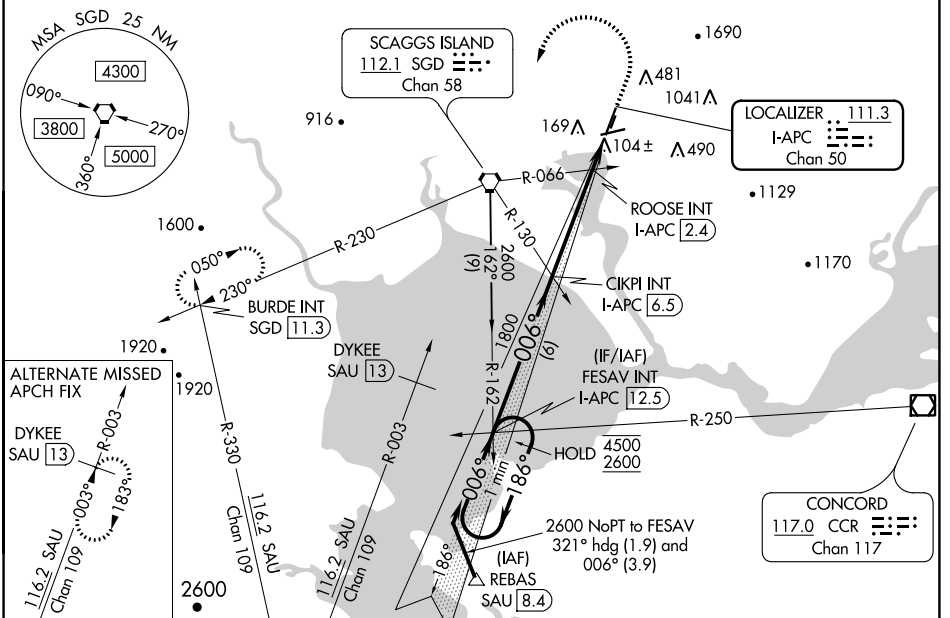 MSA SGD 25 NM
4300
090°
3800
270°
5000
360°
SCAGGS ISLAND
112.1 SGD
Chan 58
1690
481
1041
LOCALIZER 111.3
I-APC
Chan 50
916
169
104 ±
490
R-066
ROOSE INT
I-APC 2.4
1129
R-130
R-230
2600
162°
(9)
1600
050°
230°
CIKPI INT
I-APC 6.5
1170
BURDE INT
SGD 11.3
1800
006°
(6)
DYKEE
SAU 13
(IF/IAF)
FESAV INT
I-APC 12.5
1920
1920
R-162
R-250
ALTERNATE MISSED
APCH FIX
DYKEE
SAU 13
R-003
003°
183°
116.2 SAU
Chan 109
R-330
116.2 SAU
Chan 109
R-003
116.2 SAU
Chan 109
HOLD 4500
2600
006°
1 min
186°
186°
CONCORD
117.0 CCR
Chan 117
2600 NoPT to FESAV
321° hdg (1.9) and
006° (3.9)
(IAF)
REBAS
SAU 8.4
2600